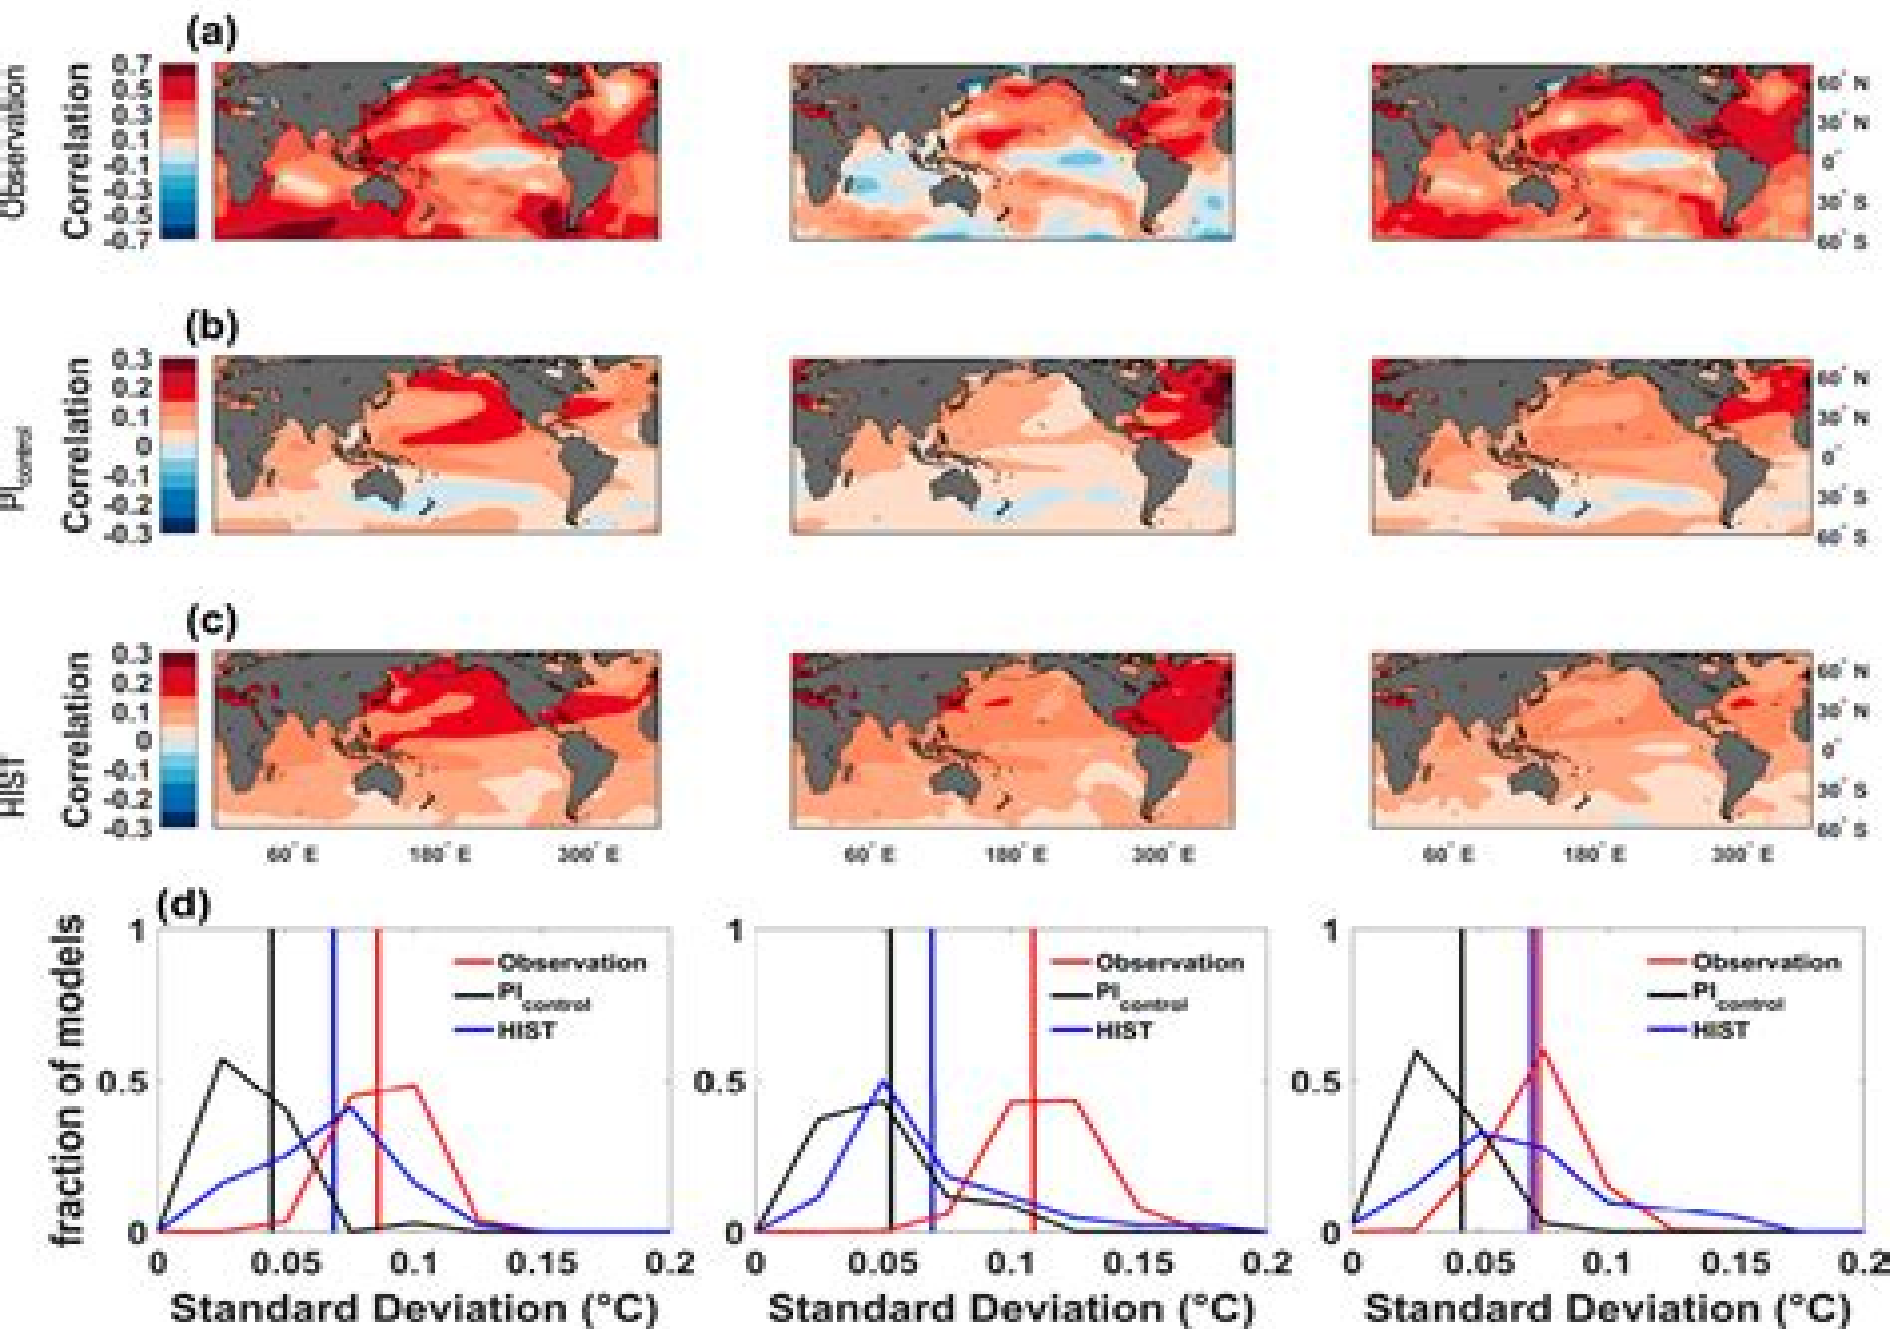 (a)
Observation
Correlation
0.7
0.5
0.3
0.1
-0.1
-0.3
-0.5
-0.7
60° N
30° N
0°
30° S
60° S
(b)
PIcontrol
Correlation
0.3
0.2
0.1
0
-0.1
-0.2
-0.3
60° N
30° N
0°
30° S
60° S
(c)
HIST
Correlation
0.3
0.2
0.1
0
-0.1
-0.2
-0.3
60° N
30° N
0°
30° S
60° S
60° E 180° E 300° E
60° E 180° E 300° E
60° E 180° E 300° E
(d)
fraction of models
1
0.5
0
Observation
PIcontrol
HIST
0 0.05 0.1 0.15 0.2
Standard Deviation (°C)
1
0.5
0
Observation
PIcontrol
HIST
0 0.05 0.1 0.15 0.2
Standard Deviation (°C)
1
0.5
0
Observation
PIcontrol
HIST
0 0.05 0.1 0.15 0.2
Standard Deviation (°C)